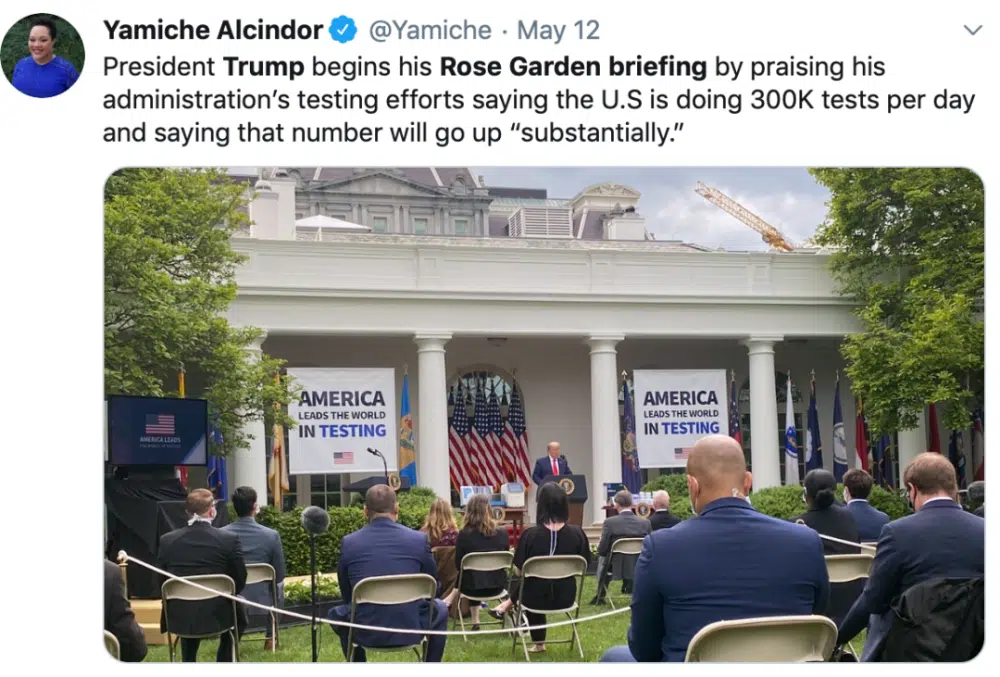 Yamiche Alcindor @Yamiche · May 12
President Trump begins his Rose Garden briefing by praising his
administration’s testing efforts saying the U.S is doing 300K tests per day
and saying that number will go up “substantially.”
AMERICA
LEADS THE WORLD
IN TESTING
AMERICA
LEADS THE WORLD
IN TESTING
AMERICA LEADS